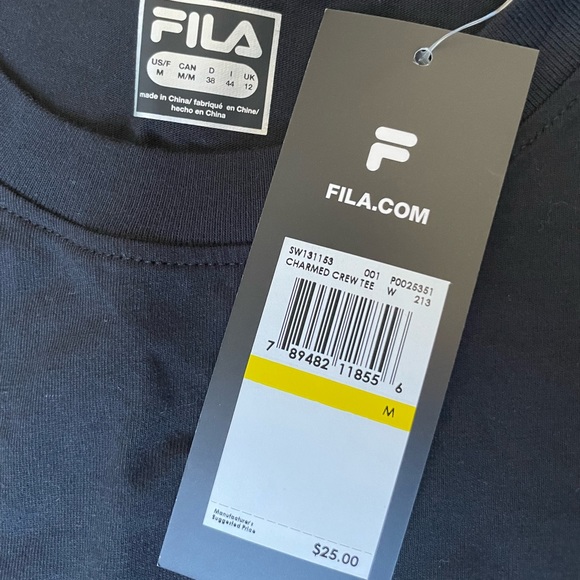 FILA
US/F CAN D I UK
M M/M 38 44 12
made in China/ fabriqué en Chine/
hecho en China
F
FILA.COM
SW131153 001 P0025351
CHARMED CREW TEE W 213
7 89482 11855 6
M
Manufacturers
Suggested Price
$25.00